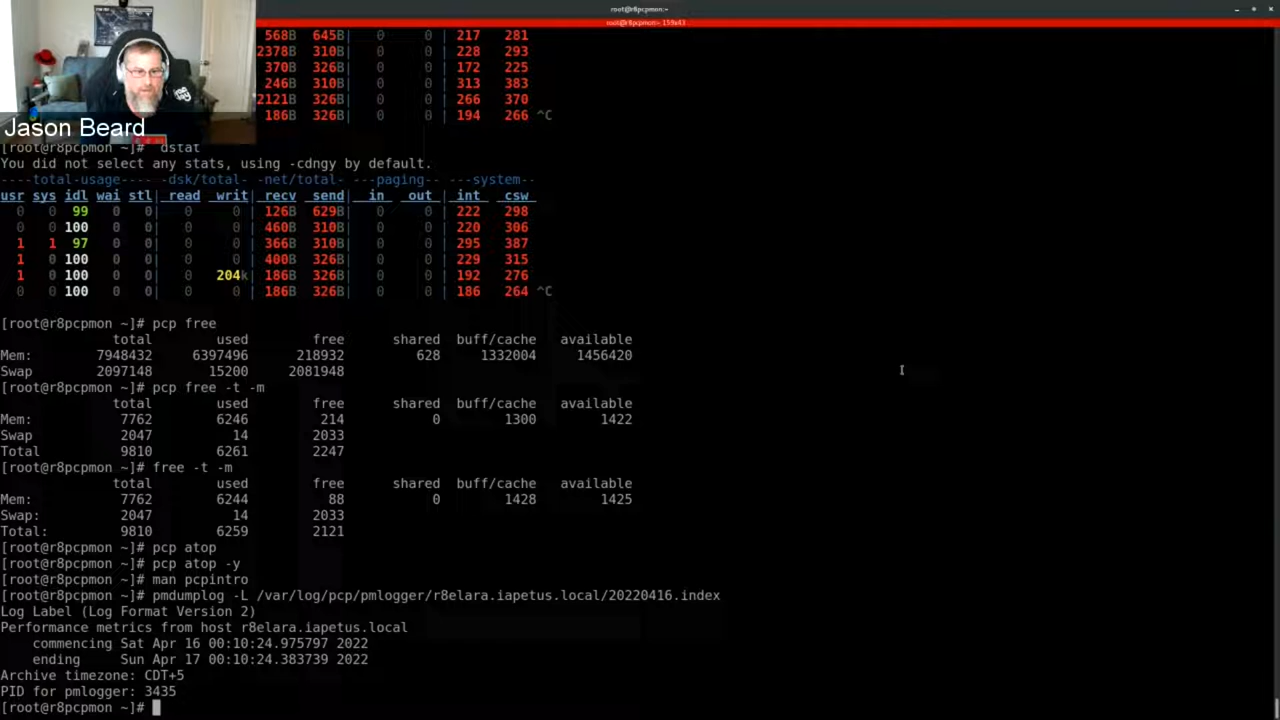 root@r8pcpmon:~
root@r8pcpmon:~ 159x43
568B 645B| 0 0 | 217 281
2378B 310B| 0 0 | 228 293
370B 326B| 0 0 | 172 225
246B 310B| 0 0 | 313 383
2121B 326B| 0 0 | 266 370
186B 326B| 0 0 | 194 266 ^C
Jason Beard
[root@r8pcpmon ~]# dstat
You did not select any stats, using -cdngy by default.
----total-usage---- -dsk/total- -net/total- ---paging-- ---system--
usr sys idl wai stl| read writ| recv send| in out | int csw
0 0 99 0 0| 0 0 | 126B 629B| 0 0 | 222 298
0 0 100 0 0| 0 0 | 460B 310B| 0 0 | 220 306
1 1 97 0 0| 0 0 | 366B 310B| 0 0 | 295 387
1 0 100 0 0| 0 0 | 400B 326B| 0 0 | 229 315
1 0 100 0 0| 0 204k| 186B 326B| 0 0 | 192 276
0 0 100 0 0| 0 0 | 186B 326B| 0 0 | 186 264 ^C
[root@r8pcpmon ~]# pcp free
total used free shared buff/cache available
Mem: 7948432 6397496 218932 628 1332004 1456420
Swap 2097148 15200 2081948
[root@r8pcpmon ~]# pcp free -t -m
total used free shared buff/cache available
Mem: 7762 6246 214 0 1300 1422
Swap 2047 14 2033
Total 9810 6261 2247
[root@r8pcpmon ~]# free -t -m
total used free shared buff/cache available
Mem: 7762 6244 88 0 1428 1425
Swap: 2047 14 2033
Total: 9810 6259 2121
[root@r8pcpmon ~]# pcp atop
[root@r8pcpmon ~]# pcp atop -y
[root@r8pcpmon ~]# man pcpintro
[root@r8pcpmon ~]# pmdumplog -L /var/log/pcp/pmlogger/r8elara.iapetus.local/20220416.index
Log Label (Log Format Version 2)
Performance metrics from host r8elara.iapetus.local
commencing Sat Apr 16 00:10:24.975797 2022
ending Sun Apr 17 00:10:24.383739 2022
Archive timezone: CDT+5
PID for pmlogger: 3435
[root@r8pcpmon ~]#